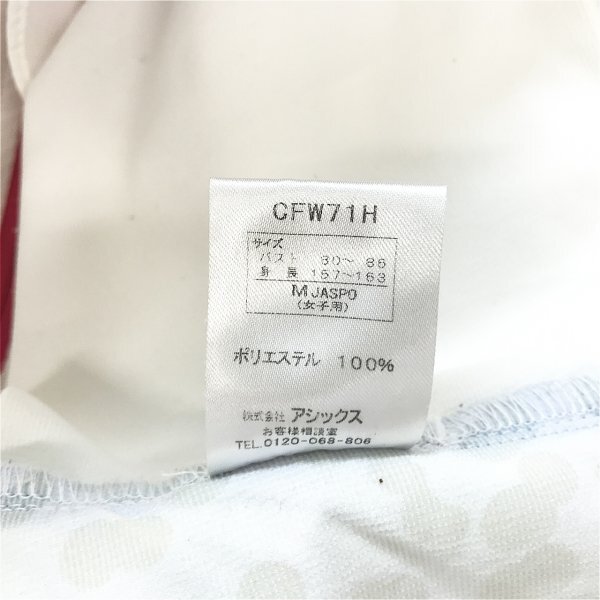 CFW71H
サイズ
バスト 80～86
身長 157～163
M JASPO
(女子用)
ポリエステル 100%
株式会社 アシックス
お客様相談室
TEL.0120-068-806